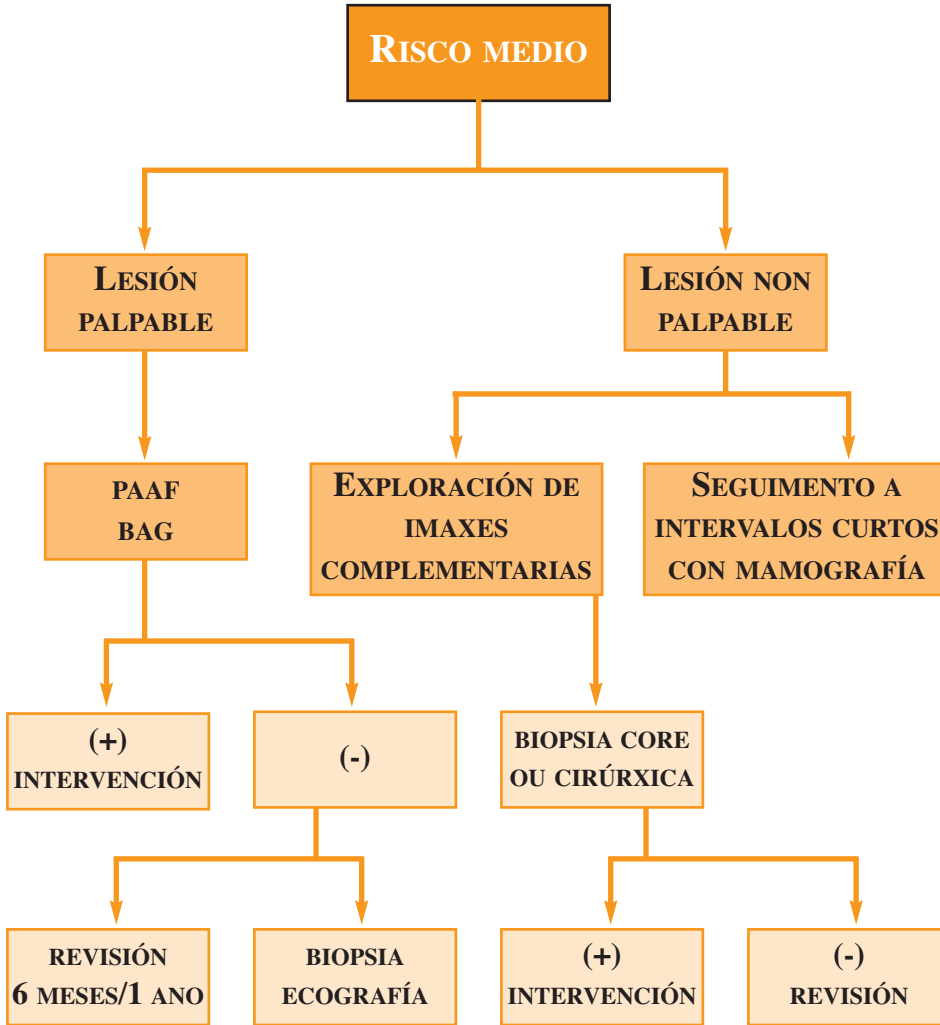 RISCO MEDIO
LESIÓN
PALPABLE
LESIÓN NON
PALPABLE
PAAF
BAG
EXPLORACIÓN DE
IMAXES
COMPLEMENTARIAS
SEGUIMENTO A
INTERVALOS CURTOS
CON MAMOGRAFÍA
(+)
INTERVENCIÓN
(-)
BIOPSIA CORE
OU CIRÚRXICA
REVISIÓN
6 MESES/1 ANO
BIOPSIA
ECOGRAFÍA
(+)
INTERVENCIÓN
(-)
REVISIÓN